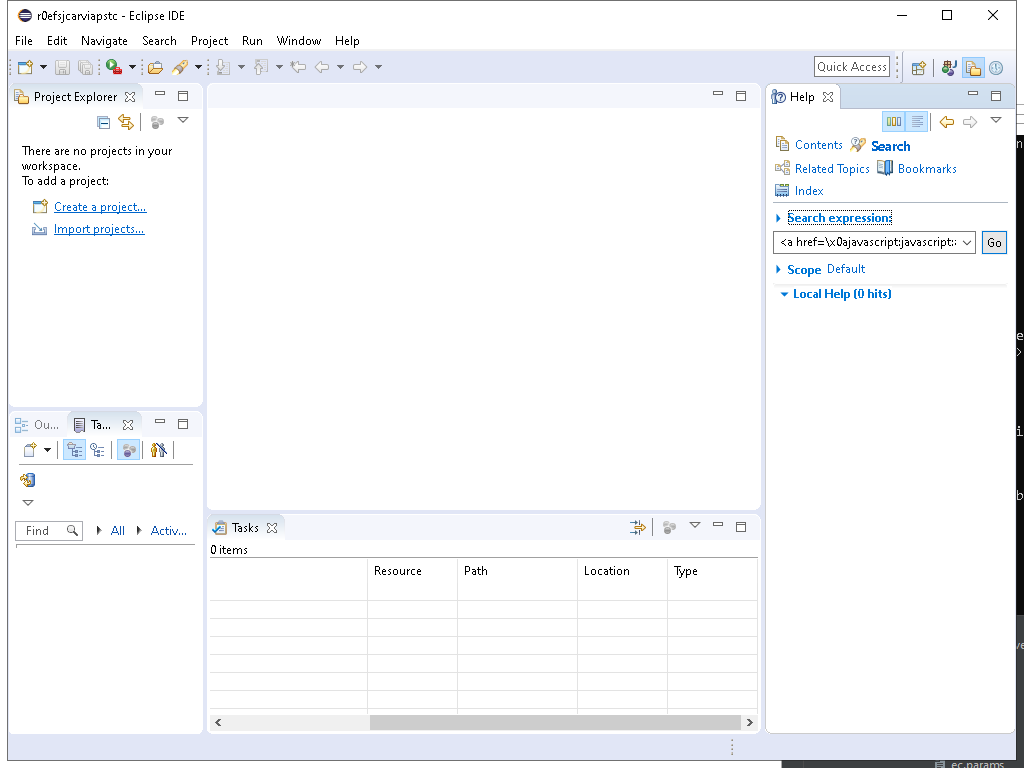 r0efsjcarviapstc - Eclipse IDE
File Edit Navigate Search Project Run Window Help
Quick Access
Project Explorer
There are no projects in your
workspace.
To add a project:
Create a project...
Import projects...
Ou...
Ta...
Find
All
Activ...
Tasks
0 items
Resource Path Location Type
Help
Contents Search
Related Topics Bookmarks
Index
Search expression:
<a href=\x0ajavascript:javascript:
Go
Scope Default
Local Help (0 hits)
ec.params